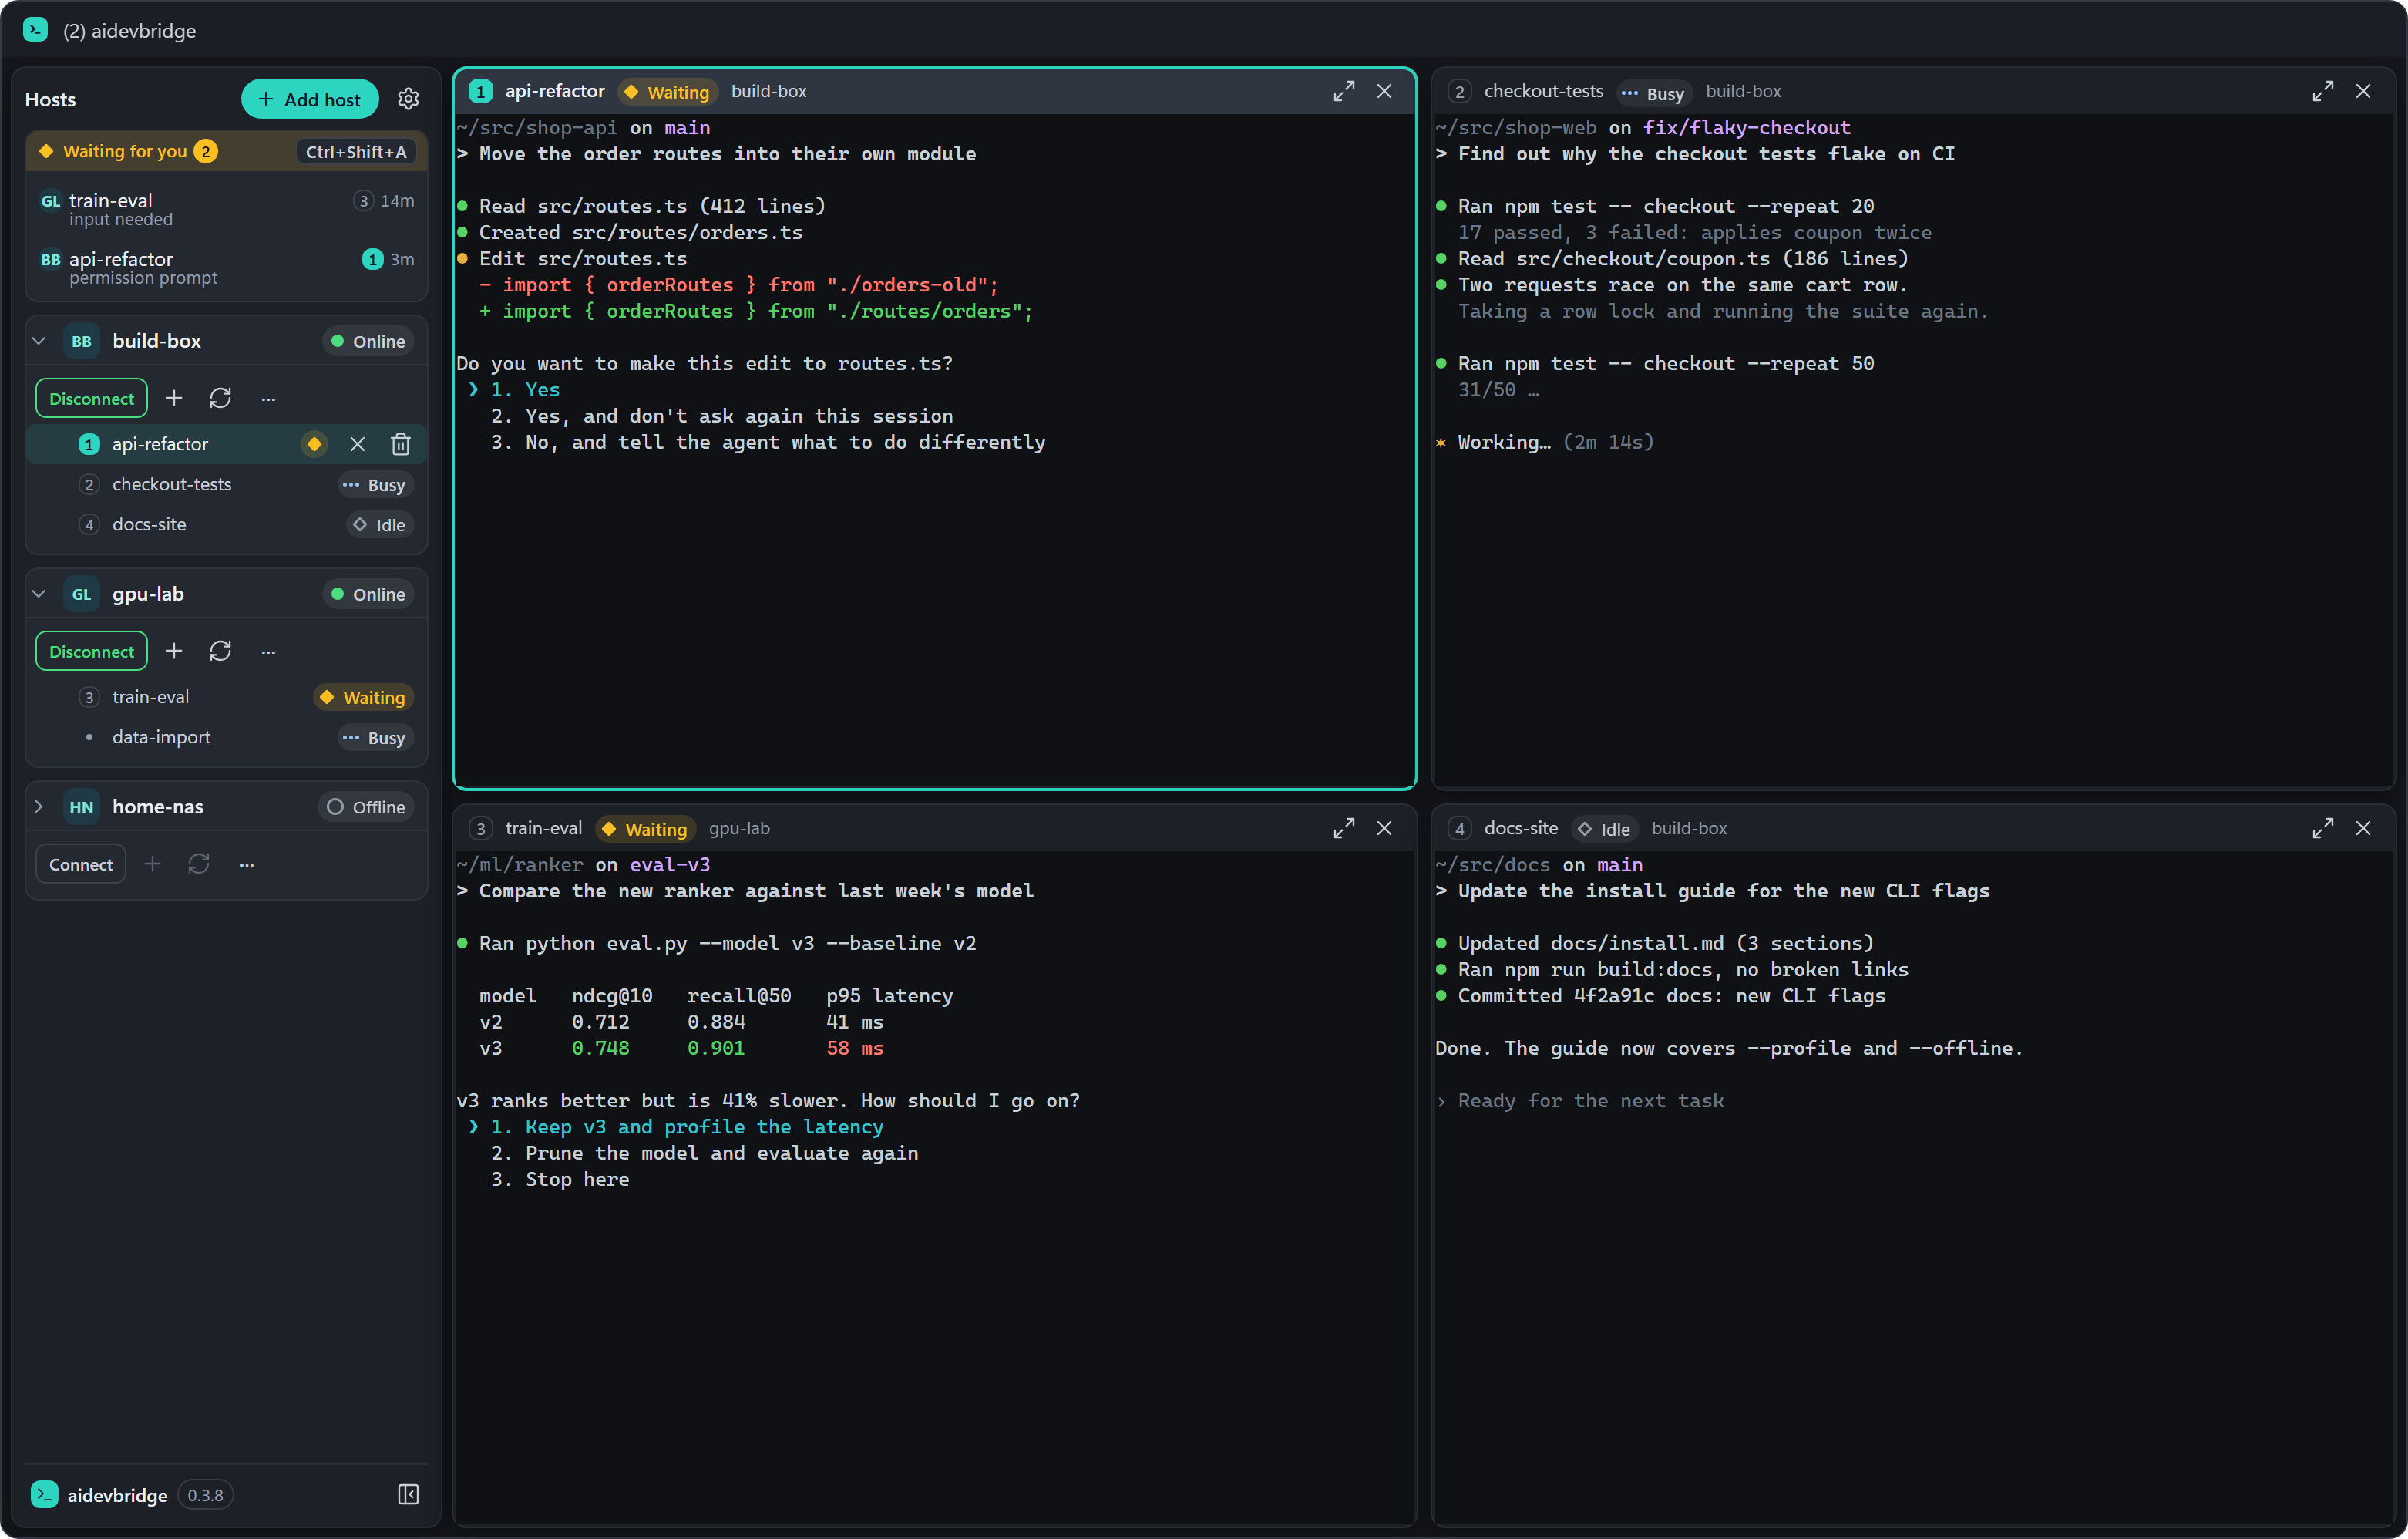 (2) aidevbridge
Hosts
+ Add host
Waiting for you 2
Ctrl+Shift+A
GL train-eval 3 14m
input needed
BB api-refactor 1 3m
permission prompt
BB build-box Online
Disconnect
1 api-refactor
2 checkout-tests Busy
4 docs-site Idle
GL gpu-lab Online
Disconnect
3 train-eval Waiting
data-import Busy
HN home-nas Offline
Connect
aidevbridge 0.3.8
1 api-refactor Waiting build-box
~/src/shop-api on main
> Move the order routes into their own module
Read src/routes.ts (412 lines)
Created src/routes/orders.ts
Edit src/routes.ts
- import { orderRoutes } from "./orders-old";
+ import { orderRoutes } from "./routes/orders";
Do you want to make this edit to routes.ts?
❯ 1. Yes
2. Yes, and don't ask again this session
3. No, and tell the agent what to do differently
2 checkout-tests Busy build-box
~/src/shop-web on fix/flaky-checkout
> Find out why the checkout tests flake on CI
Ran npm test -- checkout --repeat 20
17 passed, 3 failed: applies coupon twice
Read src/checkout/coupon.ts (186 lines)
Two requests race on the same cart row.
Taking a row lock and running the suite again.
Ran npm test -- checkout --repeat 50
31/50 …
✶ Working… (2m 14s)
3 train-eval Waiting gpu-lab
~/ml/ranker on eval-v3
> Compare the new ranker against last week's model
Ran python eval.py --model v3 --baseline v2
model ndcg@10 recall@50 p95 latency
v2 0.712 0.884 41 ms
v3 0.748 0.901 58 ms
v3 ranks better but is 41% slower. How should I go on?
❯ 1. Keep v3 and profile the latency
2. Prune the model and evaluate again
3. Stop here
4 docs-site Idle build-box
~/src/docs on main
> Update the install guide for the new CLI flags
Updated docs/install.md (3 sections)
Ran npm run build:docs, no broken links
Committed 4f2a91c docs: new CLI flags
Done. The guide now covers --profile and --offline.
› Ready for the next task